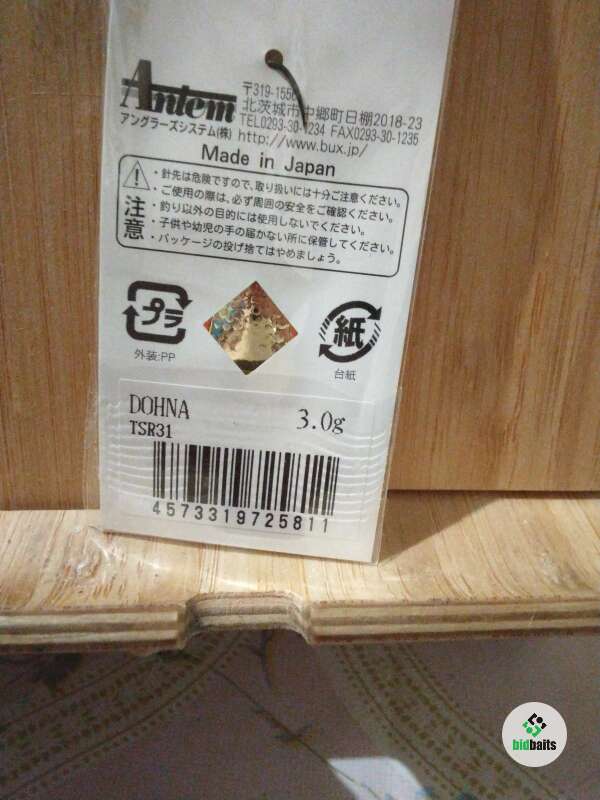 Antem
アングラーズシステム(株)
〒319-1556
北茨城市中郷町日棚2018-23
TEL0293-30-1234 FAX0293-30-1235
http://www.bux.jp/
Made in Japan
注意
・針先は危険ですので、取り扱いには十分ご注意ください。
・ご使用の際は、必ず周囲の安全をご確認ください。
・釣り以外の目的には使用しないでください。
・子供や幼児の手の届かない所に保管してください。
・パッケージの投げ捨てはやめましょう。
プラ
外装:PP
紙
台紙
DOHNA 3.0g
TSR31
4573319725811
bidbaits